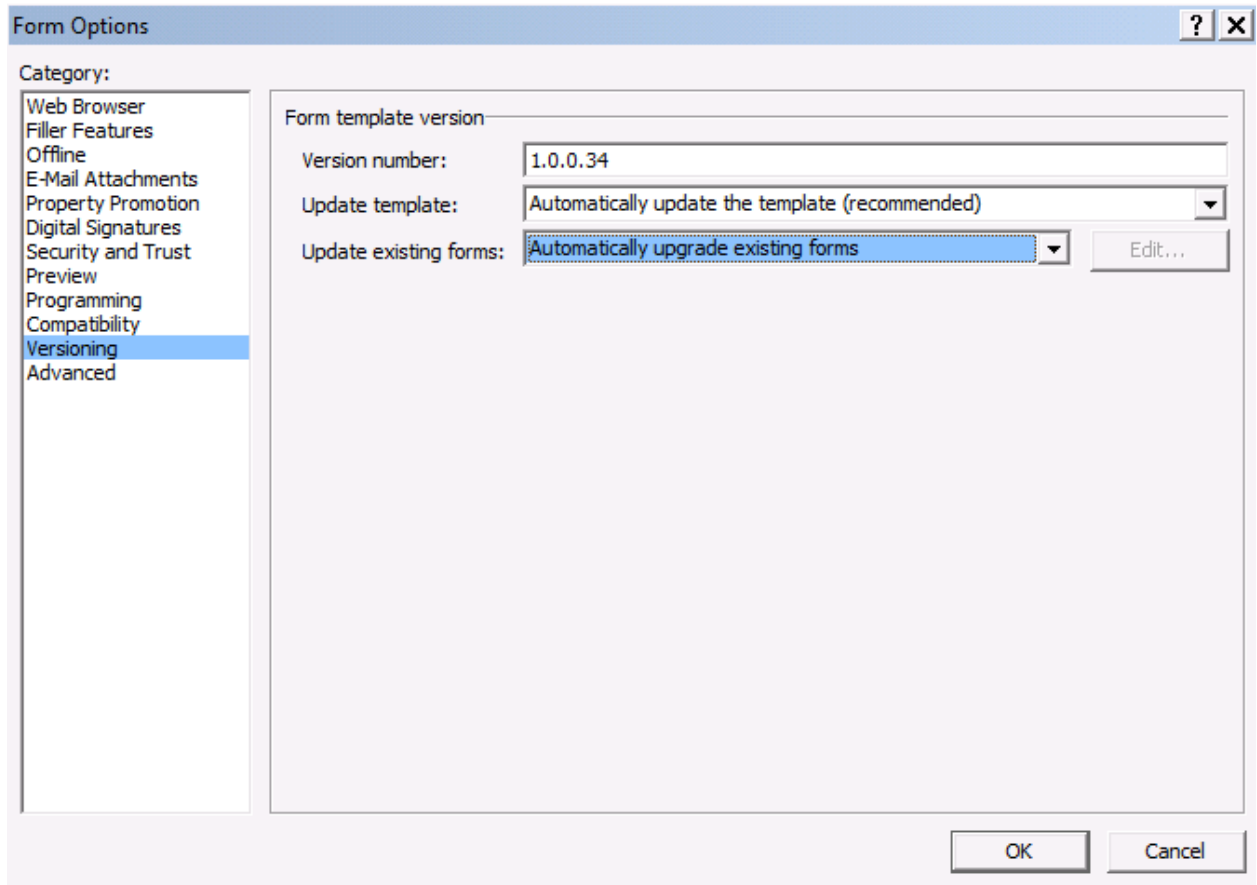 Form Options
Category:
Web Browser
Filler Features
Offline
E-Mail Attachments
Property Promotion
Digital Signatures
Security and Trust
Preview
Programming
Compatibility
Versioning
Advanced
Form template version
Version number: 1.0.0.34
Update template: Automatically update the template (recommended)
Update existing forms: Automatically upgrade existing forms Edit...
OK Cancel